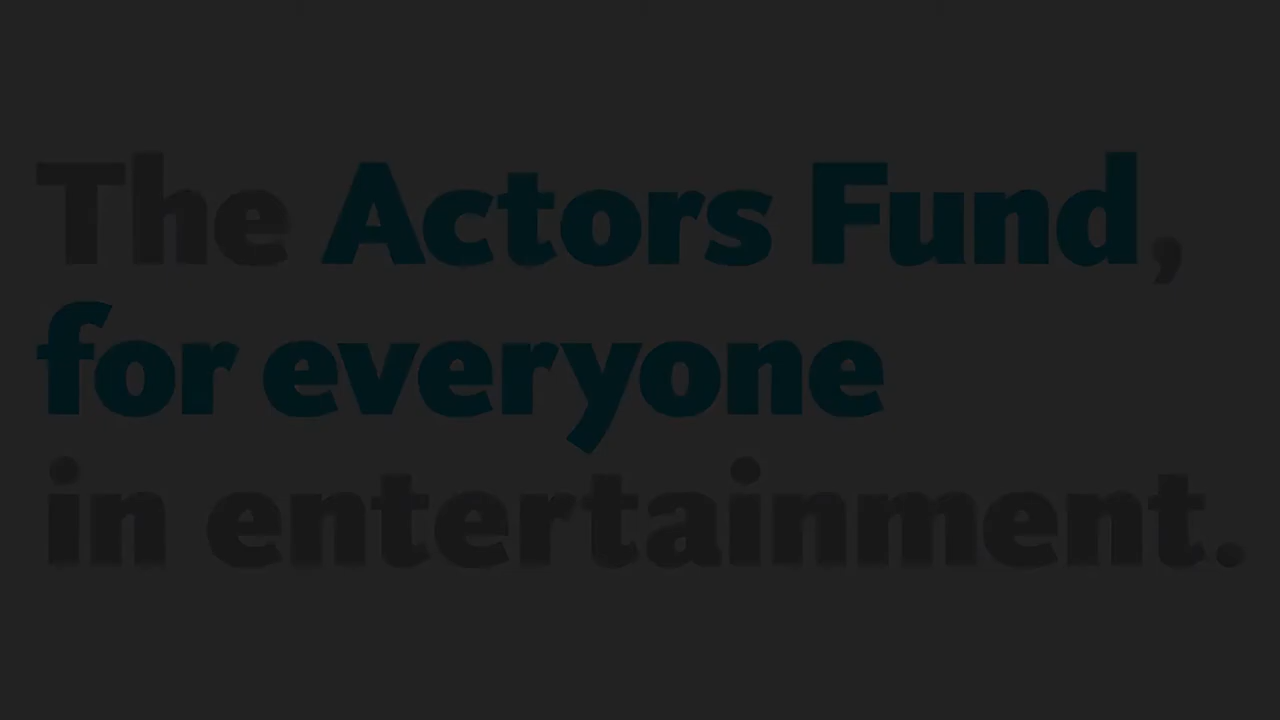 The Actors Fund,
for everyone
in entertainment.